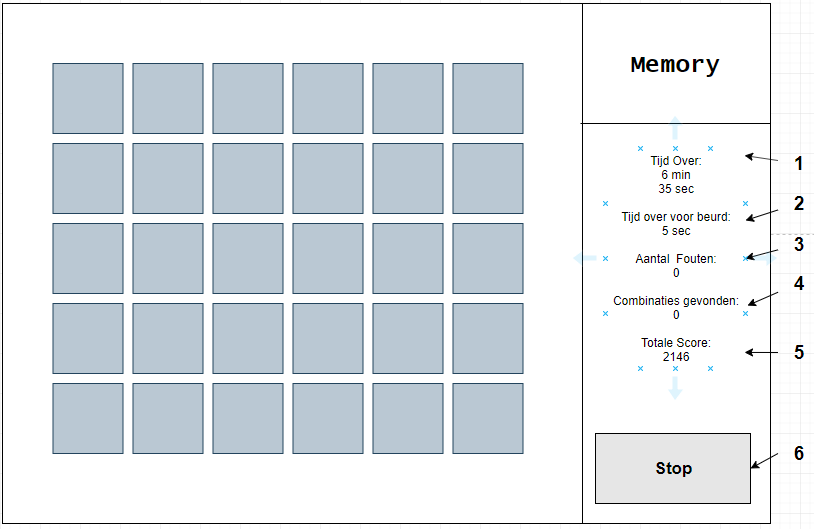 Memory
Tijd Over:
6 min
35 sec
1
Tijd over voor beurd:
5 sec
2
Aantal Fouten:
0
3
Combinaties gevonden:
0
4
Totale Score:
2146
5
Stop
6